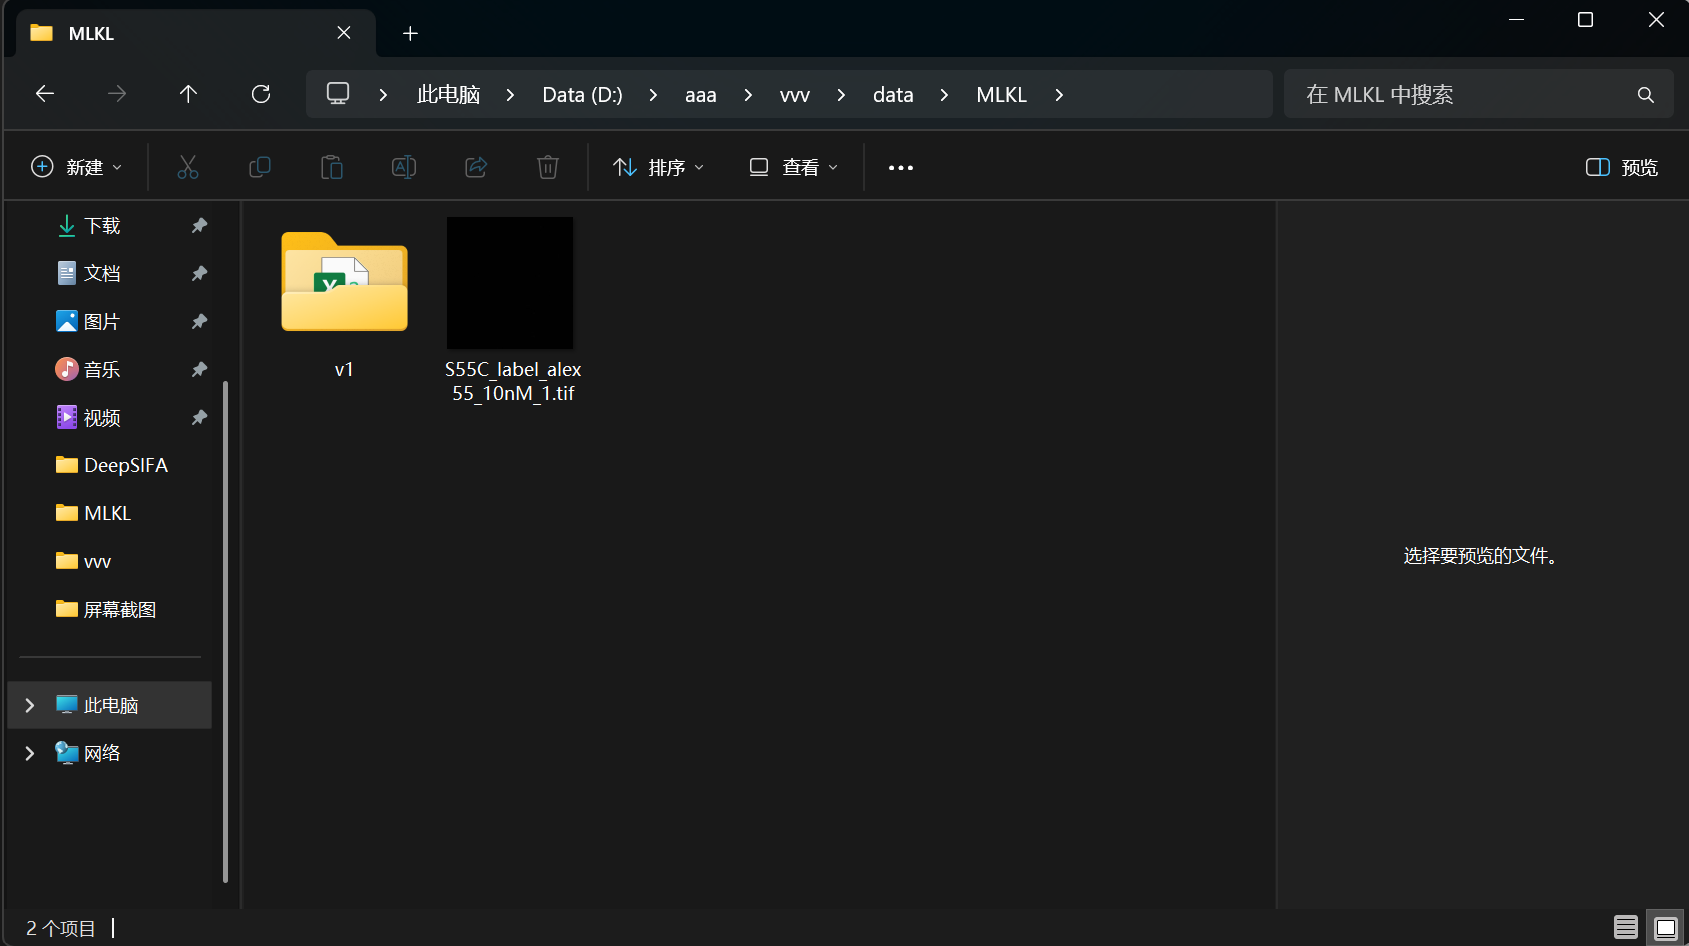 MLKL
此电脑 Data (D:) aaa vvv data MLKL
在 MLKL 中搜索
新建 排序 查看 预览
下载
文档
图片
音乐
视频
DeepSIFA
MLKL
vvv
屏幕截图
此电脑
网络
v1
S55C_label_alex
55_10nM_1.tif
选择要预览的文件。
2 个项目